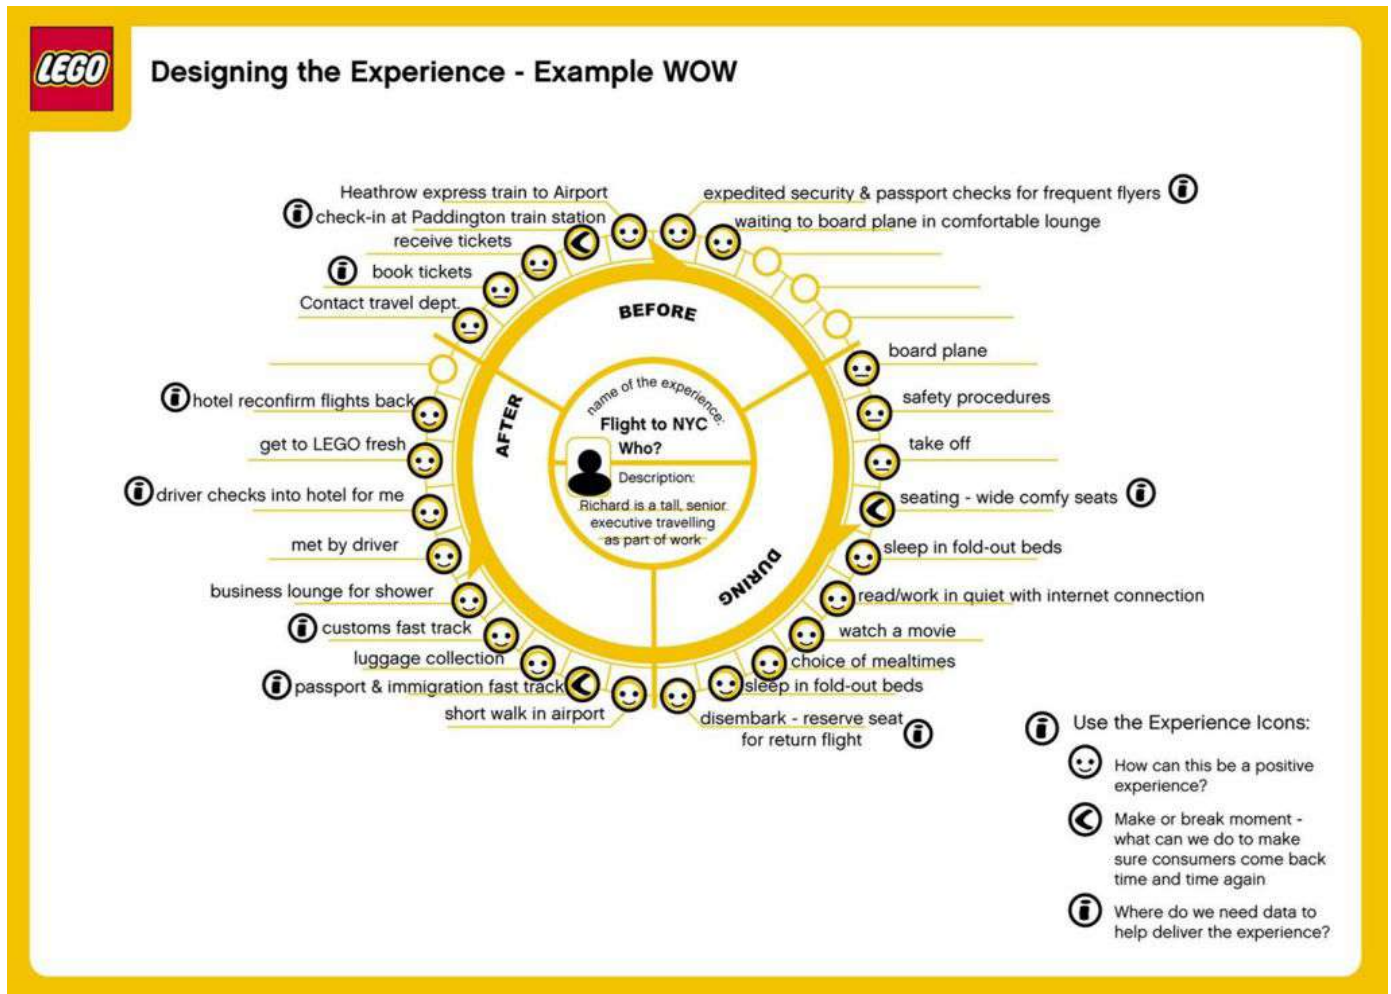 LEGO
Designing the Experience - Example WOW
Heathrow express train to Airport
check-in at Paddington train station
receive tickets
book tickets
Contact travel dept.
expedited security & passport checks for frequent flyers
waiting to board plane in comfortable lounge
BEFORE
board plane
safety procedures
take off
seating - wide comfy seats
sleep in fold-out beds
read/work in quiet with internet connection
watch a movie
choice of mealtimes
sleep in fold-out beds
disembark - reserve seat
for return flight
DURING
short walk in airport
passport & immigration fast track
luggage collection
customs fast track
business lounge for shower
met by driver
driver checks into hotel for me
get to LEGO fresh
hotel reconfirm flights back
AFTER
name of the experience:
Flight to NYC
Who?
Description:
Richard is a tall, senior
executive travelling
as part of work
Use the Experience Icons:
How can this be a positive
experience?
Make or break moment -
what can we do to make
sure consumers come back
time and time again
Where do we need data to
help deliver the experience?